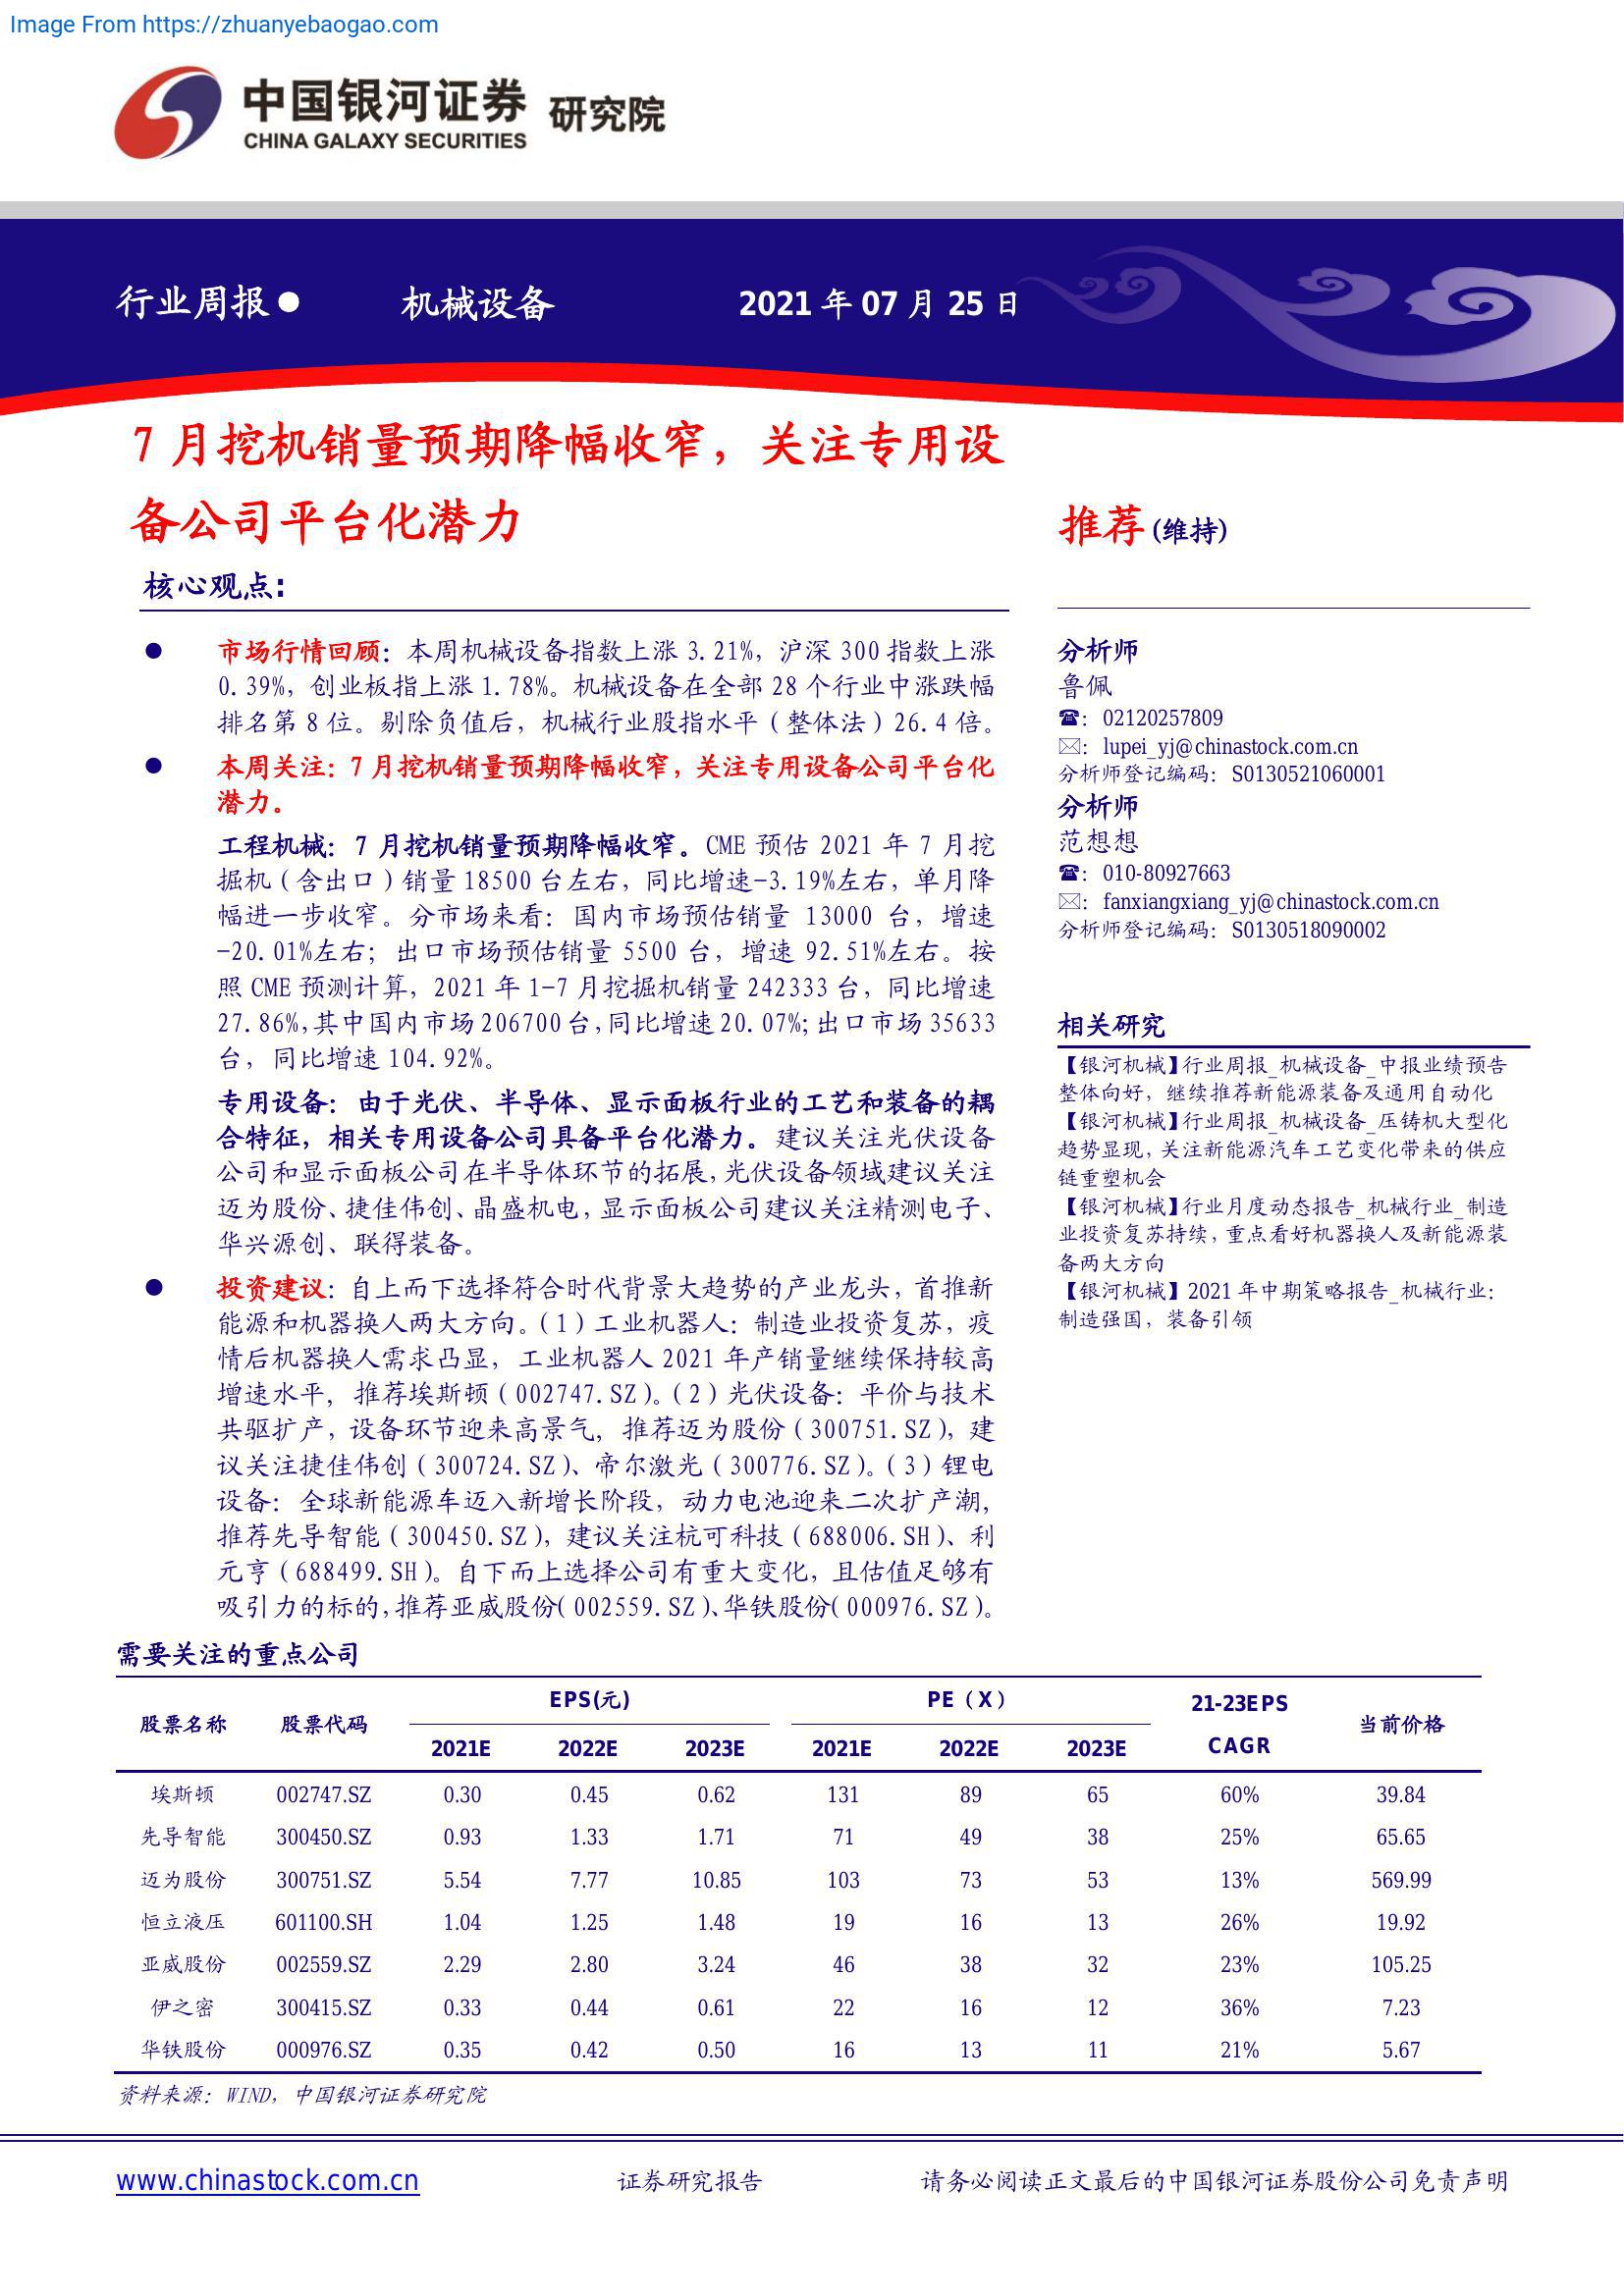 Image From https://zhuanyebaogao.com
中国银河证券 研究院
CHINA GALAXY SECURITIES
行业周报● 机械设备 2021 年 07 月 25 日
7 月挖机销量预期降幅收窄，关注专用设
备公司平台化潜力
核心观点:
● 市场行情回顾：本周机械设备指数上涨 3.21%，沪深 300 指数上涨
0.39%，创业板指上涨 1.78%。机械设备在全部 28 个行业中涨跌幅
排名第 8 位。剔除负值后，机械行业股指水平（整体法）26.4 倍。
● 本周关注：7 月挖机销量预期降幅收窄，关注专用设备公司平台化
潜力。
工程机械：7 月挖机销量预期降幅收窄。CME 预估 2021 年 7 月挖
掘机（含出口）销量 18500 台左右，同比增速-3.19%左右，单月降
幅进一步收窄。分市场来看：国内市场预估销量 13000 台，增速
-20.01%左右；出口市场预估销量 5500 台，增速 92.51%左右。按
照 CME 预测计算，2021 年 1-7 月挖掘机销量 242333 台，同比增速
27.86%，其中国内市场 206700 台，同比增速 20.07%；出口市场 35633
台，同比增速 104.92%。
专用设备：由于光伏、半导体、显示面板行业的工艺和装备的耦
合特征，相关专用设备公司具备平台化潜力。建议关注光伏设备
公司和显示面板公司在半导体环节的拓展，光伏设备领域建议关注
迈为股份、捷佳伟创、晶盛机电，显示面板公司建议关注精测电子、
华兴源创、联得装备。
● 投资建议：自上而下选择符合时代背景大趋势的产业龙头，首推新
能源和机器换人两大方向。（1）工业机器人：制造业投资复苏，疫
情后机器换人需求凸显，工业机器人 2021 年产销量继续保持较高
增速水平，推荐埃斯顿（002747.SZ）。（2）光伏设备：平价与技术
共驱扩产，设备环节迎来高景气，推荐迈为股份（300751.SZ），建
议关注捷佳伟创（300724.SZ）、帝尔激光（300776.SZ）。（3）锂电
设备：全球新能源车迈入新增长阶段，动力电池迎来二次扩产潮，
推荐先导智能（300450.SZ），建议关注杭可科技（688006.SH）、利
元亨（688499.SH）。自下而上选择公司有重大变化，且估值足够有
吸引力的标的，推荐亚威股份（002559.SZ）、华铁股份（000976.SZ）。
推荐 (维持)
分析师
鲁佩
☎：02120257809
✉：lupei_yj@chinastock.com.cn
分析师登记编码：S0130521060001
分析师
范想想
☎：010-80927663
✉：fanxiangxiang_yj@chinastock.com.cn
分析师登记编码：S0130518090002
相关研究
【银河机械】行业周报_机械设备_中报业绩预告
整体向好，继续推荐新能源装备及通用自动化
【银河机械】行业周报_机械设备_压铸机大型化
趋势显现，关注新能源汽车工艺变化带来的供应
链重塑机会
【银河机械】行业月度动态报告_机械行业_制造
业投资复苏持续，重点看好机器换人及新能源装
备两大方向
【银河机械】2021 年中期策略报告_机械行业：
制造强国，装备引领
需要关注的重点公司
股票名称 股票代码 EPS(元) PE（X） 21-23EPS CAGR 当前价格
2021E 2022E 2023E 2021E 2022E 2023E
埃斯顿 002747.SZ 0.30 0.45 0.62 131 89 65 60% 39.84
先导智能 300450.SZ 0.93 1.33 1.71 71 49 38 25% 65.65
迈为股份 300751.SZ 5.54 7.77 10.85 103 73 53 13% 569.99
恒立液压 601100.SH 1.04 1.25 1.48 19 16 13 26% 19.92
亚威股份 002559.SZ 2.29 2.80 3.24 46 38 32 23% 105.25
伊之密 300415.SZ 0.33 0.44 0.61 22 16 12 36% 7.23
华铁股份 000976.SZ 0.35 0.42 0.50 16 13 11 21% 5.67
资料来源：WIND，中国银河证券研究院
www.chinastock.com.cn 证券研究报告 请务必阅读正文最后的中国银河证券股份公司免责声明